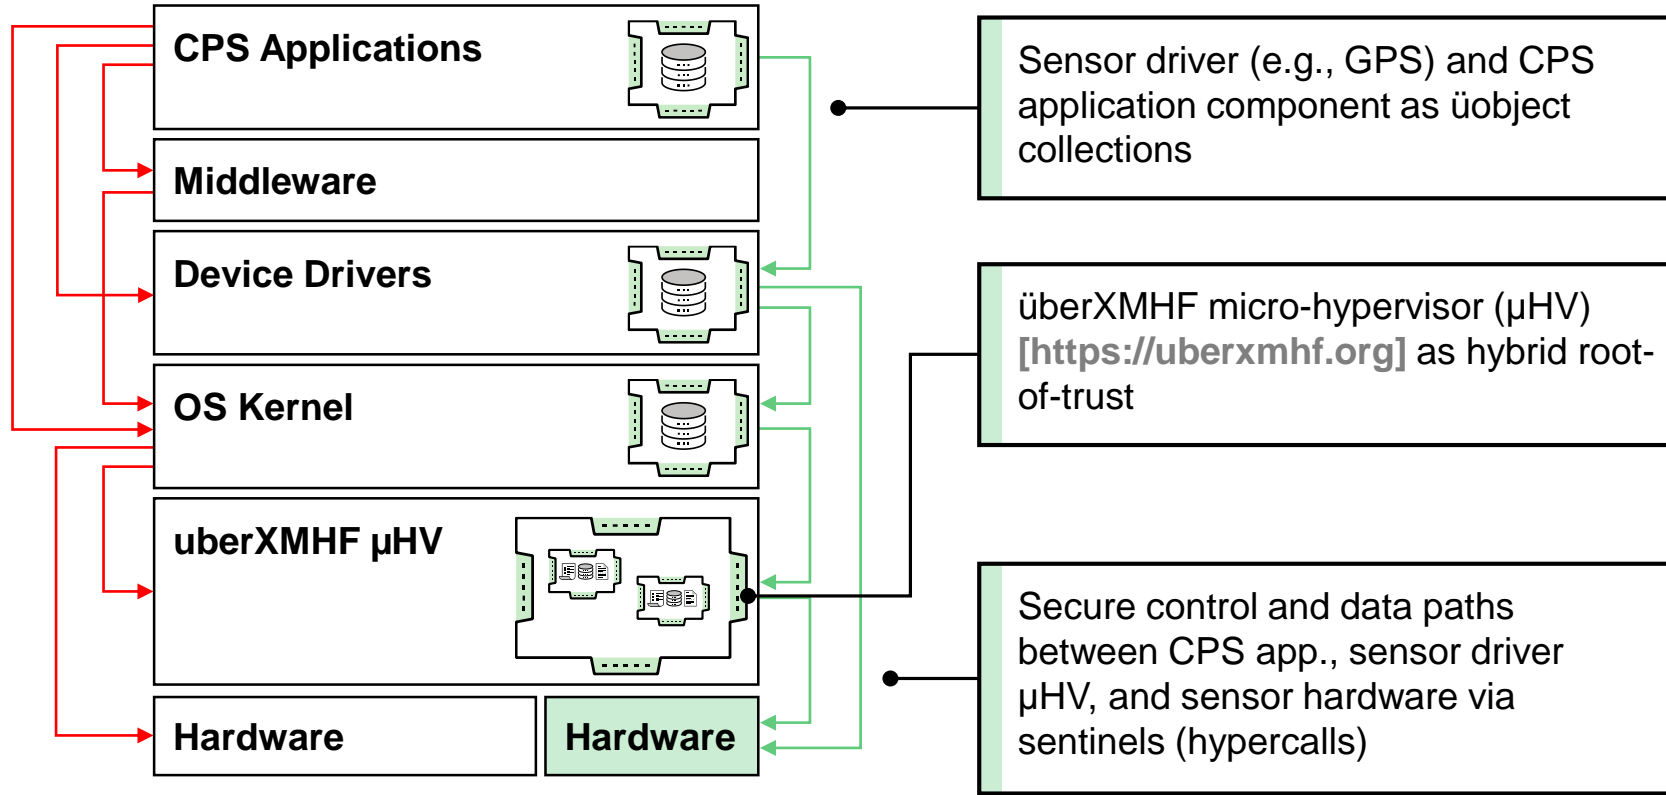 CPS Applications
Middleware
Device Drivers
OS Kernel
uberXMHF µHV
Hardware
Hardware
Sensor driver (e.g., GPS) and CPS
application component as üobject
collections
überXMHF micro-hypervisor (µHV)
[https://uberxmhf.org] as hybrid root-
of-trust
Secure control and data paths
between CPS app., sensor driver
µHV, and sensor hardware via
sentinels (hypercalls)